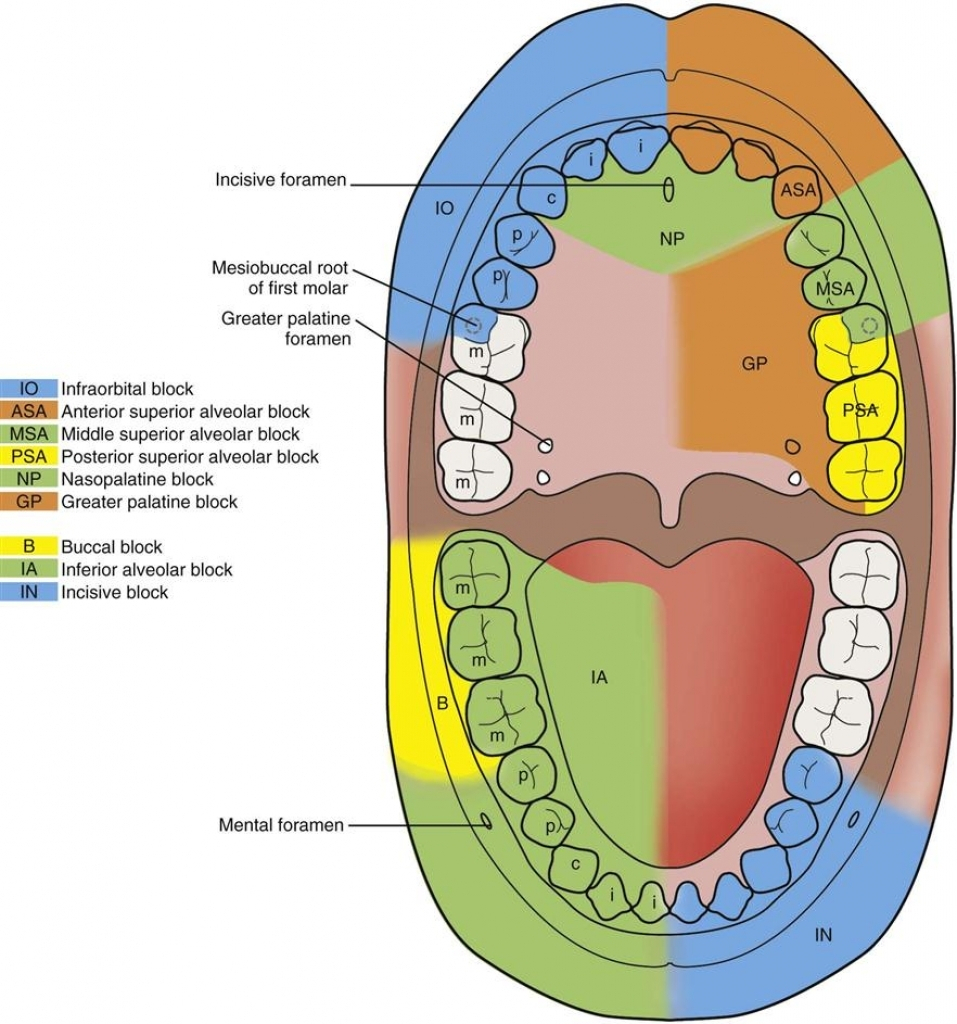 Incisive foramen
Mesiobuccal root
of first molar
Greater palatine
foramen
IO Infraorbital block
ASA Anterior superior alveolar block
MSA Middle superior alveolar block
PSA Posterior superior alveolar block
NP Nasopalatine block
GP Greater palatine block
B Buccal block
IA Inferior alveolar block
IN Incisive block
Mental foramen
i i
c ASA
IO
p NP
p MSA
m
GP
m PSA
m
m
m
IA
B
m
p
p
c
i i
IN